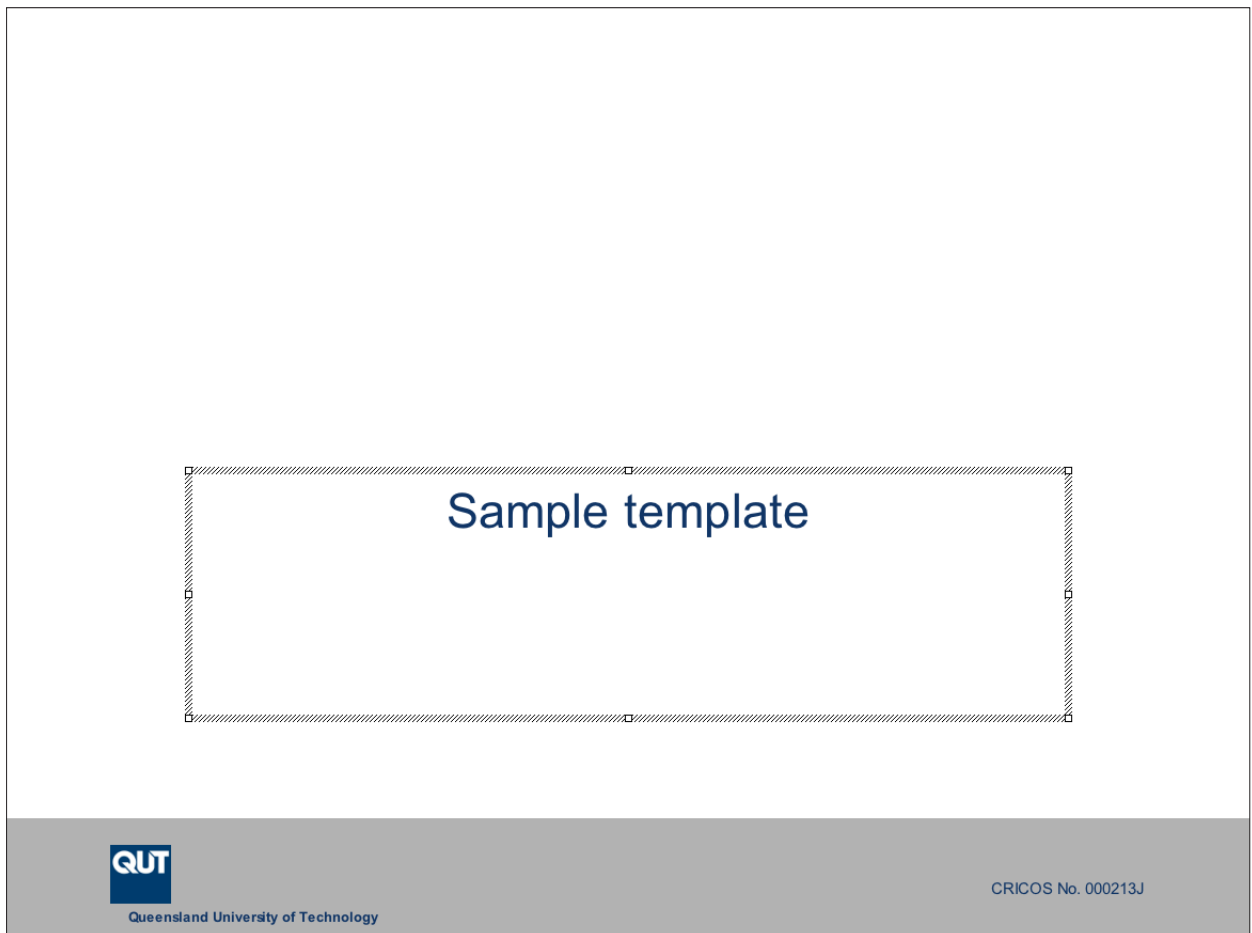 Sample template
QUT
CRICOS No. 000213J
Queensland University of Technology